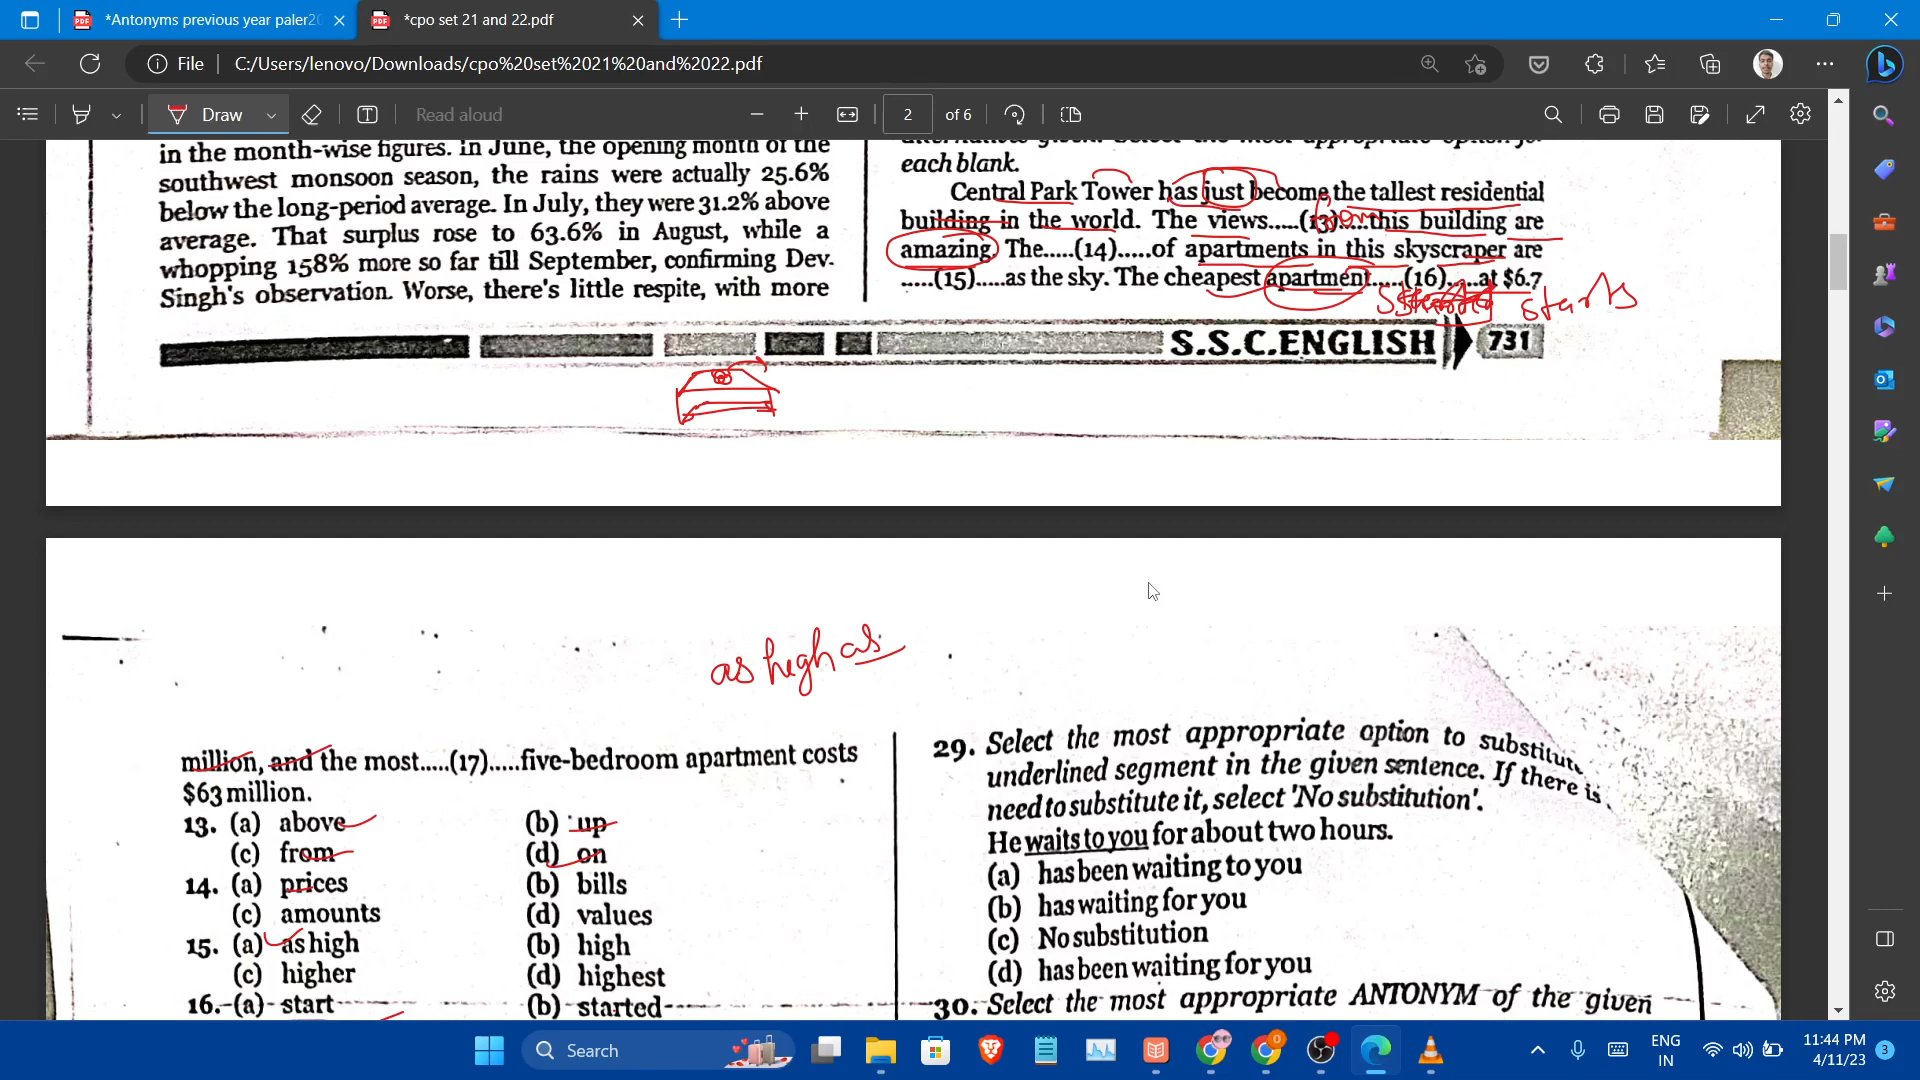 *Antonyms previous year paler20
*cpo set 21 and 22.pdf
File
C:/Users/lenovo/Downloads/cpo%20set%2021%20and%2022.pdf
Draw
Read aloud
2
of 6
in the month-wise figures. In June, the opening month of the
southwest monsoon season, the rains were actually 25.6%
below the long-period average. In July, they were 31.2% above
average. That surplus rose to 63.6% in August, while a
whopping 158% more so far till September, confirming Dev-
Singh's observation. Worse, there's little respite, with more
alternatives given. Select the most appropriate option for
each blank.
Central Park Tower has just become the tallest residential
building in the world. The views.....(13).....this building are
from
amazing. The.....(14).....of apartments in this skyscraper are
.....(15).....as the sky. The cheapest apartment.....(16).....at $6.7
starts
S.S.C.ENGLISH 731
as high as
million, and the most.....(17).....five-bedroom apartment costs
$63 million.
13. (a) above (b) up
(c) from (d) on
14. (a) prices (b) bills
(c) amounts (d) values
15. (a) as high (b) high
(c) higher (d) highest
16. (a) start (b) started
29. Select the most appropriate option to substitute
underlined segment in the given sentence. If there is
need to substitute it, select 'No substitution'.
He waits to you for about two hours.
(a) has been waiting to you
(b) has waiting for you
(c) No substitution
(d) has been waiting for you
30. Select the most appropriate ANTONYM of the given
Search
ENG
IN
11:44 PM
4/11/23
3